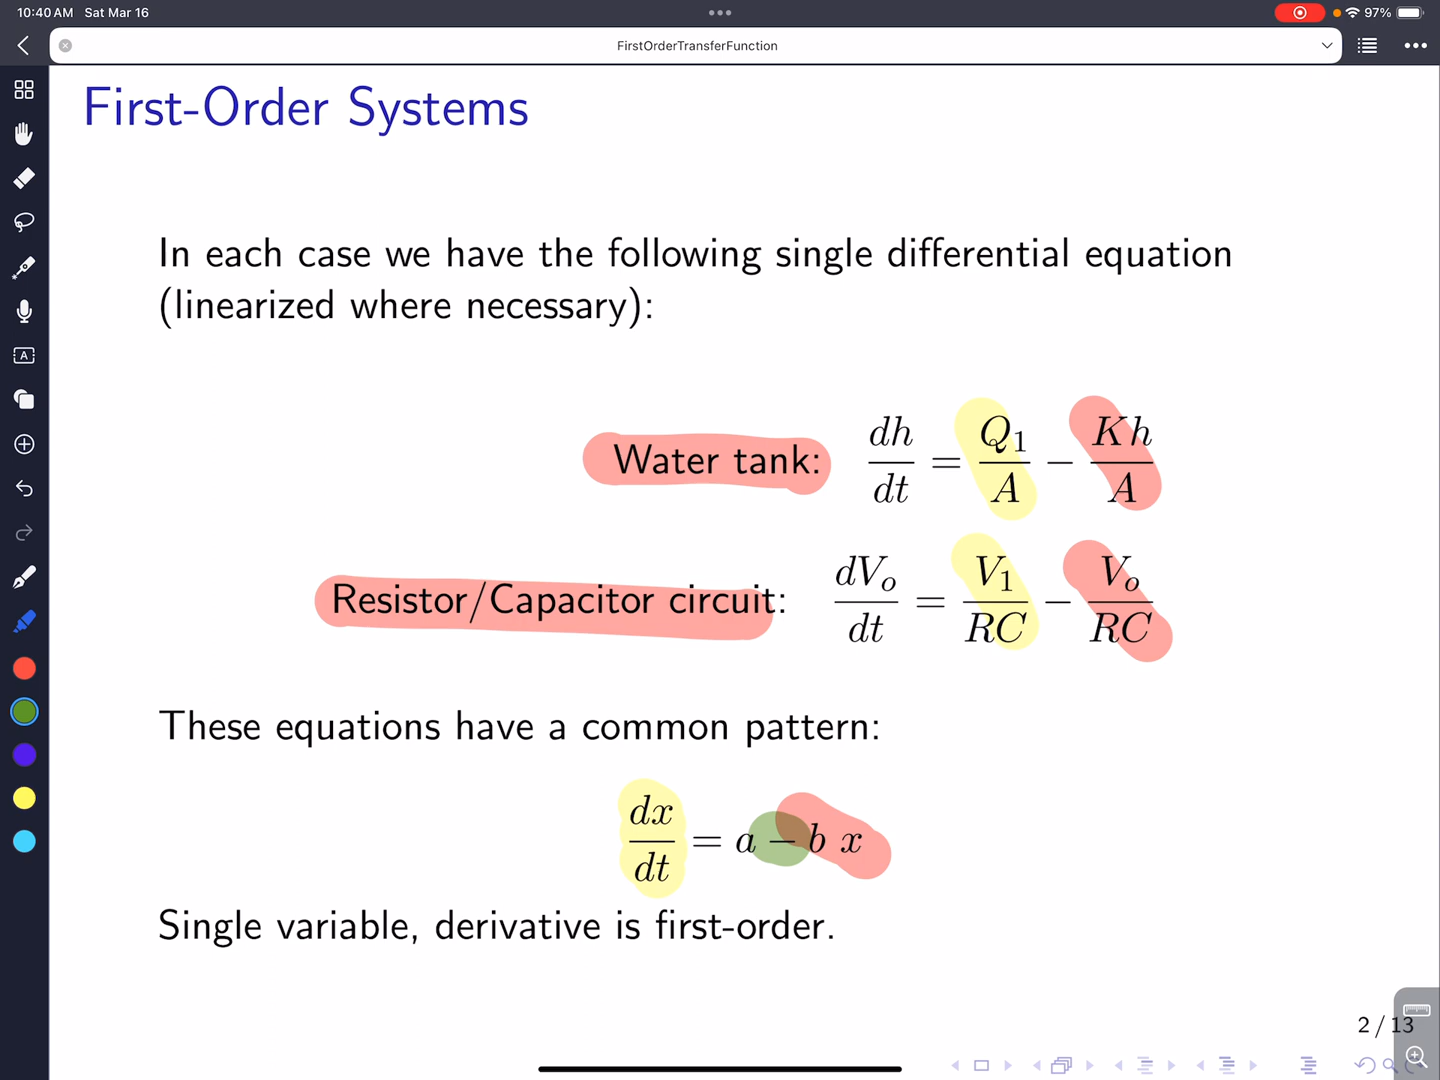 10:40 AM Sat Mar 16
97%
FirstOrderTransferFunction
A
First-Order Systems
In each case we have the following single differential equation
(linearized where necessary):
Water tank: dh/dt = Q₁/A − Kh/A
Resistor/Capacitor circuit: dVₒ/dt = V₁/RC − Vₒ/RC
These equations have a common pattern:
dx/dt = a − b x
Single variable, derivative is first-order.
2 / 13